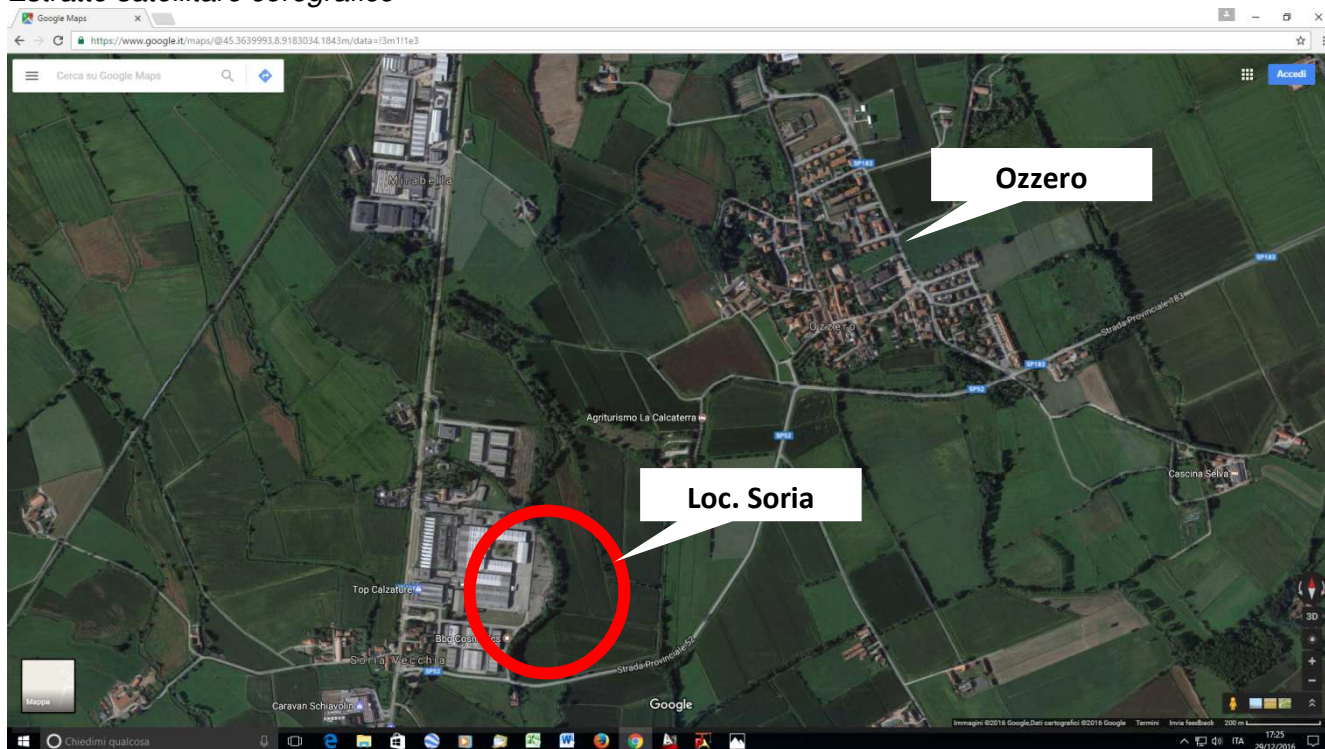 Estratto satellitare corografico
Google Maps
https://www.google.it/maps/@45.3639993,8.9183034,1843m/data=!3m1!1e3
Cerca su Google Maps
Accedi
Mirabella
SP183
Ozzero
SP183
Strada Provinciale 183
Ozzero
SP183
SP52
Agriturismo La Calcaterra
SP52
Cascina Selva
Loc. Soria
Top Calzature
3D
Bbg Cosmetics
Soria Vecchia
Strada Provinciale 52
SP52
Mappa
Caravan Schiavolin
Google
Immagini ©2016 Google,Dati cartografici ©2016 Google Termini Invia feedback 200 m
Chiedimi qualcosa
ITA
17:25
29/12/2016